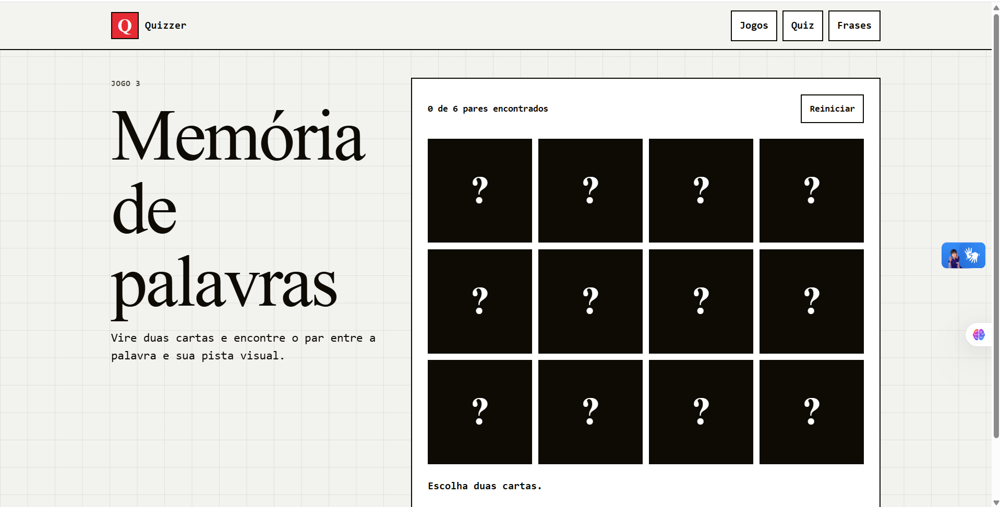 Q Quizzer
Jogos Quiz Frases
JOGO 3
Memória
de
palavras
Vire duas cartas e encontre o par entre a
palavra e sua pista visual.
0 de 6 pares encontrados
Reiniciar
? ? ? ?
? ? ? ?
? ? ? ?
Escolha duas cartas.